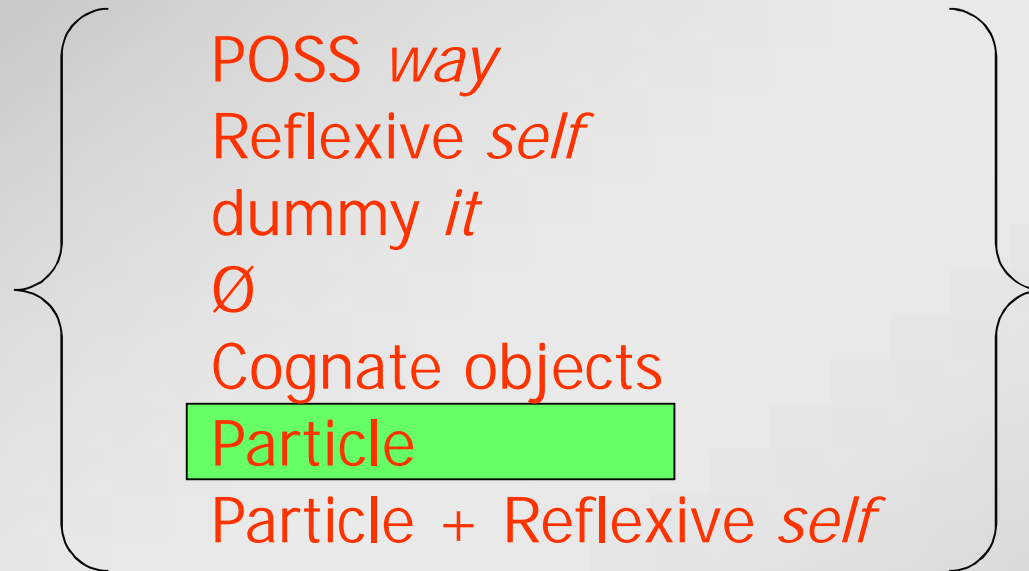 POSS way
Reflexive self
dummy it
Ø
Cognate objects
Particle
Particle + Reflexive self